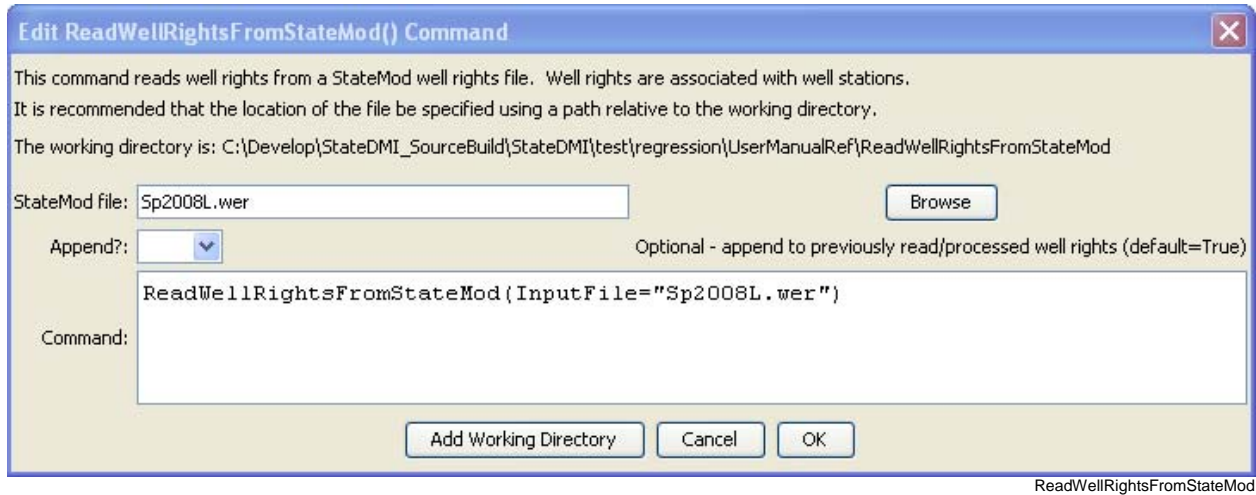 Edit ReadWellRightsFromStateMod() Command
This command reads well rights from a StateMod well rights file.  Well rights are associated with well stations.
It is recommended that the location of the file be specified using a path relative to the working directory.
The working directory is: C:\Develop\StateDMI_SourceBuild\StateDMI\test\regression\UserManualRef\ReadWellRightsFromStateMod
StateMod file: Sp2008L.wer Browse
Append?: Optional - append to previously read/processed well rights (default=True)
ReadWellRightsFromStateMod(InputFile="Sp2008L.wer")
Command:
Add Working Directory Cancel OK
ReadWellRightsFromStateMod